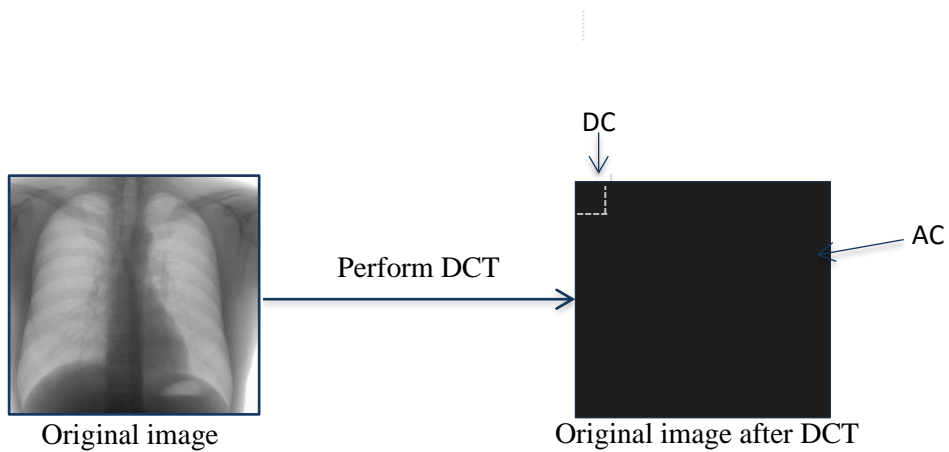 DC
AC
Perform DCT
Original image
Original image after DCT